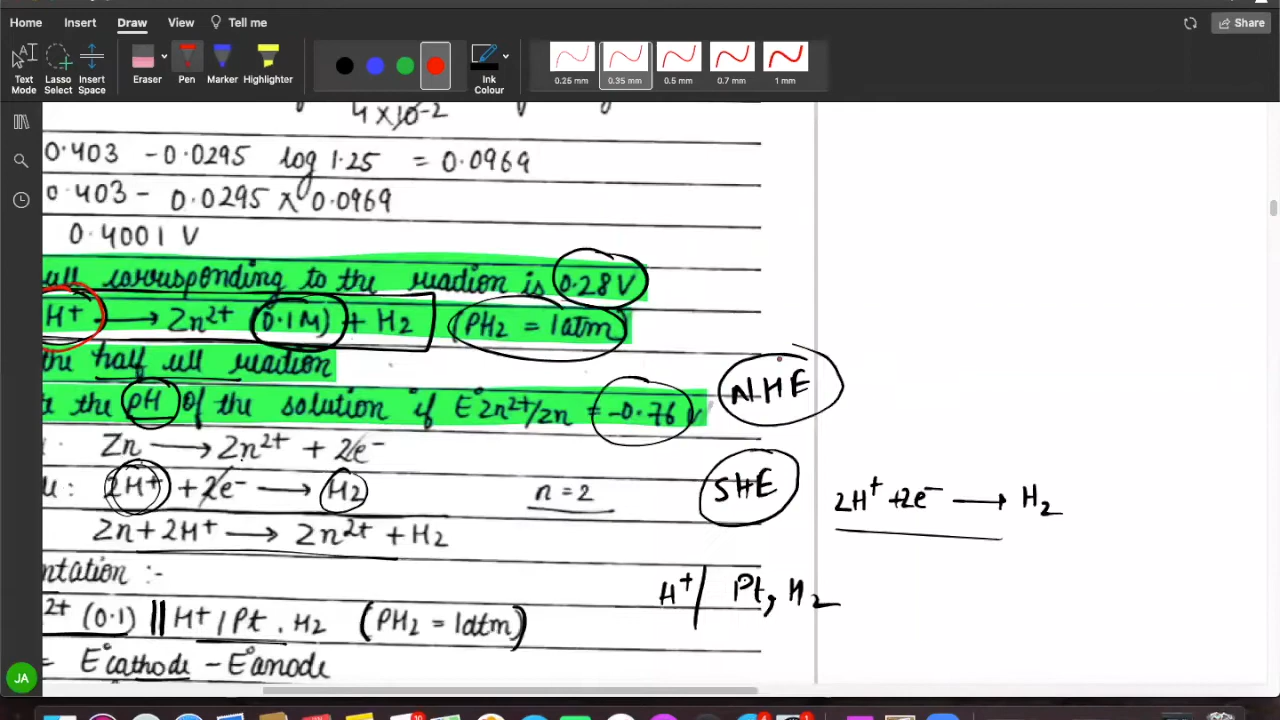 Home Insert Draw View Tell me
Share
Text Mode Lasso Select Insert Space Eraser Pen Marker Highlighter Ink Colour 0.25 mm 0.35 mm 0.5 mm 0.7 mm 1 mm
4 x 10-2
0.403 - 0.0295 log 1.25 = 0.0969
0.403 - 0.0295 x 0.0969
0.4001 V
ell corresponding to the reaction is 0.28 V
H+ → Zn2+ (0.1M) + H2 (PH2 = 1atm)
the half cell reaction
the pH of the solution if E°Zn2+/Zn = -0.76 V
NHE
Zn → Zn2+ + 2e-
2H+ + 2e- → H2 n = 2
SHE
2H+ + 2e- → H2
Zn + 2H+ → Zn2+ + H2
ntation :-
H+ / Pt, H2
2+ (0.1) || H+ / Pt . H2 (PH2 = 1atm)
= E°cathode - E°anode
JA